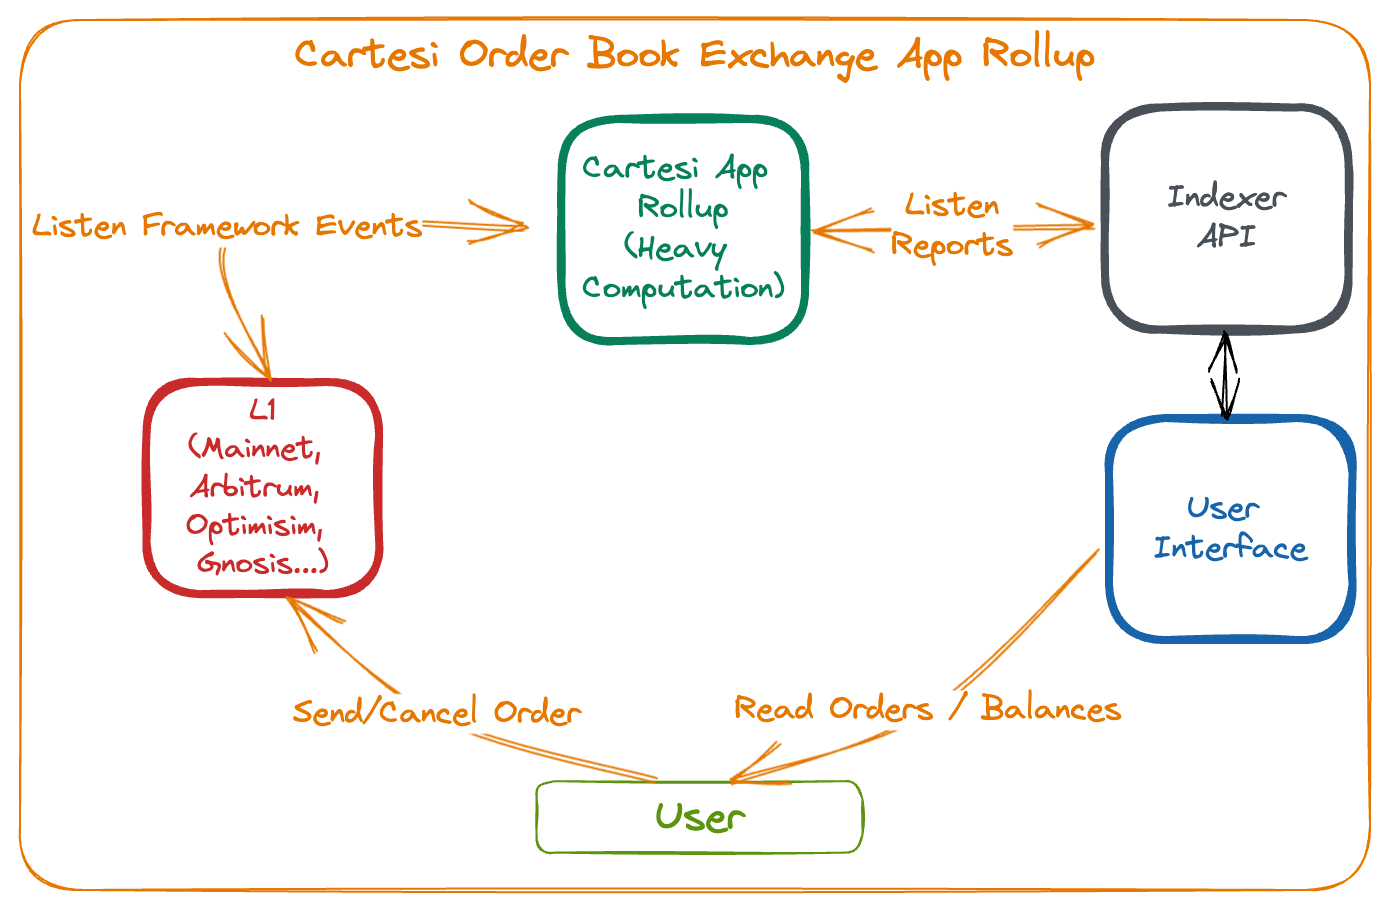 Cartesi Order Book Exchange App Rollup
Cartesi App
Rollup
(Heavy
Computation)
Listen
Reports
Indexer
API
Listen Framework Events
L1
(Mainnet,
Arbitrum,
Optimisim,
Gnosis...)
User
Interface
Send/Cancel Order
Read Orders / Balances
User